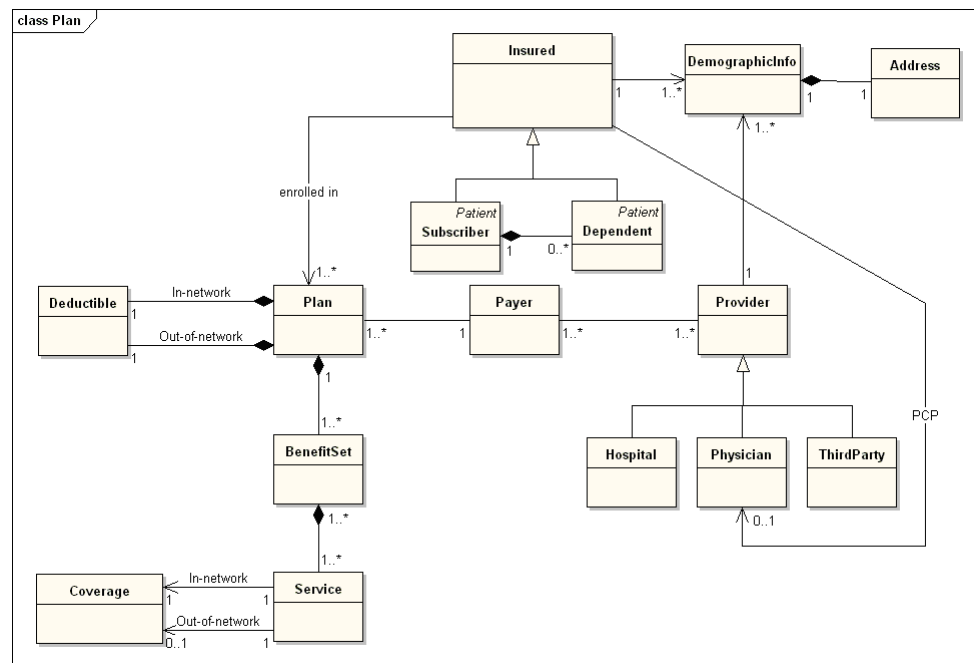 class Plan
Insured
DemographicInfo
Address
1
1..*
1
1
1..*
enrolled in
Patient
Subscriber
Patient
Dependent
1
0..*
1..*
1
Deductible
In-network
1
Out-of-network
1
Plan
Payer
Provider
1..*
1
1..*
1..*
1
1..*
BenefitSet
Hospital
Physician
ThirdParty
PCP
1..*
0..1
1..*
Coverage
In-network
1
1
Out-of-network
0..1
1
Service